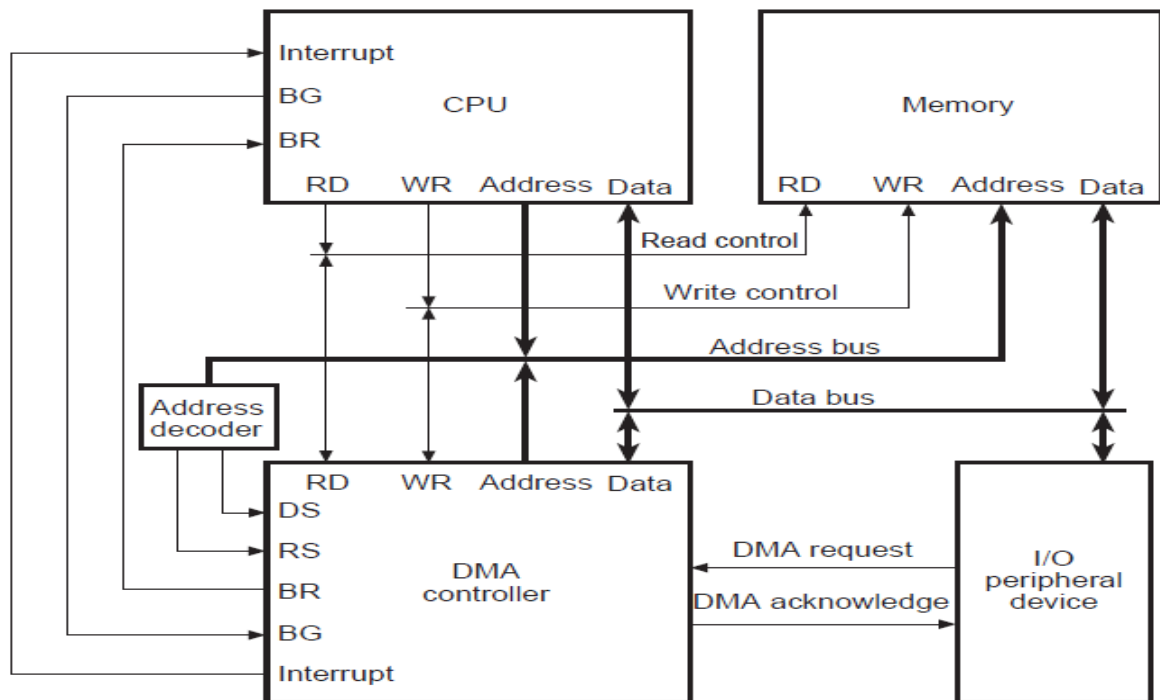 Interrupt
BG
CPU
BR
RD WR Address Data
Memory
RD WR Address Data
Read control
Write control
Address bus
Data bus
Address
decoder
RD WR Address Data
DS
RS
BR
BG
Interrupt
DMA
controller
DMA request
DMA acknowledge
I/O
peripheral
device